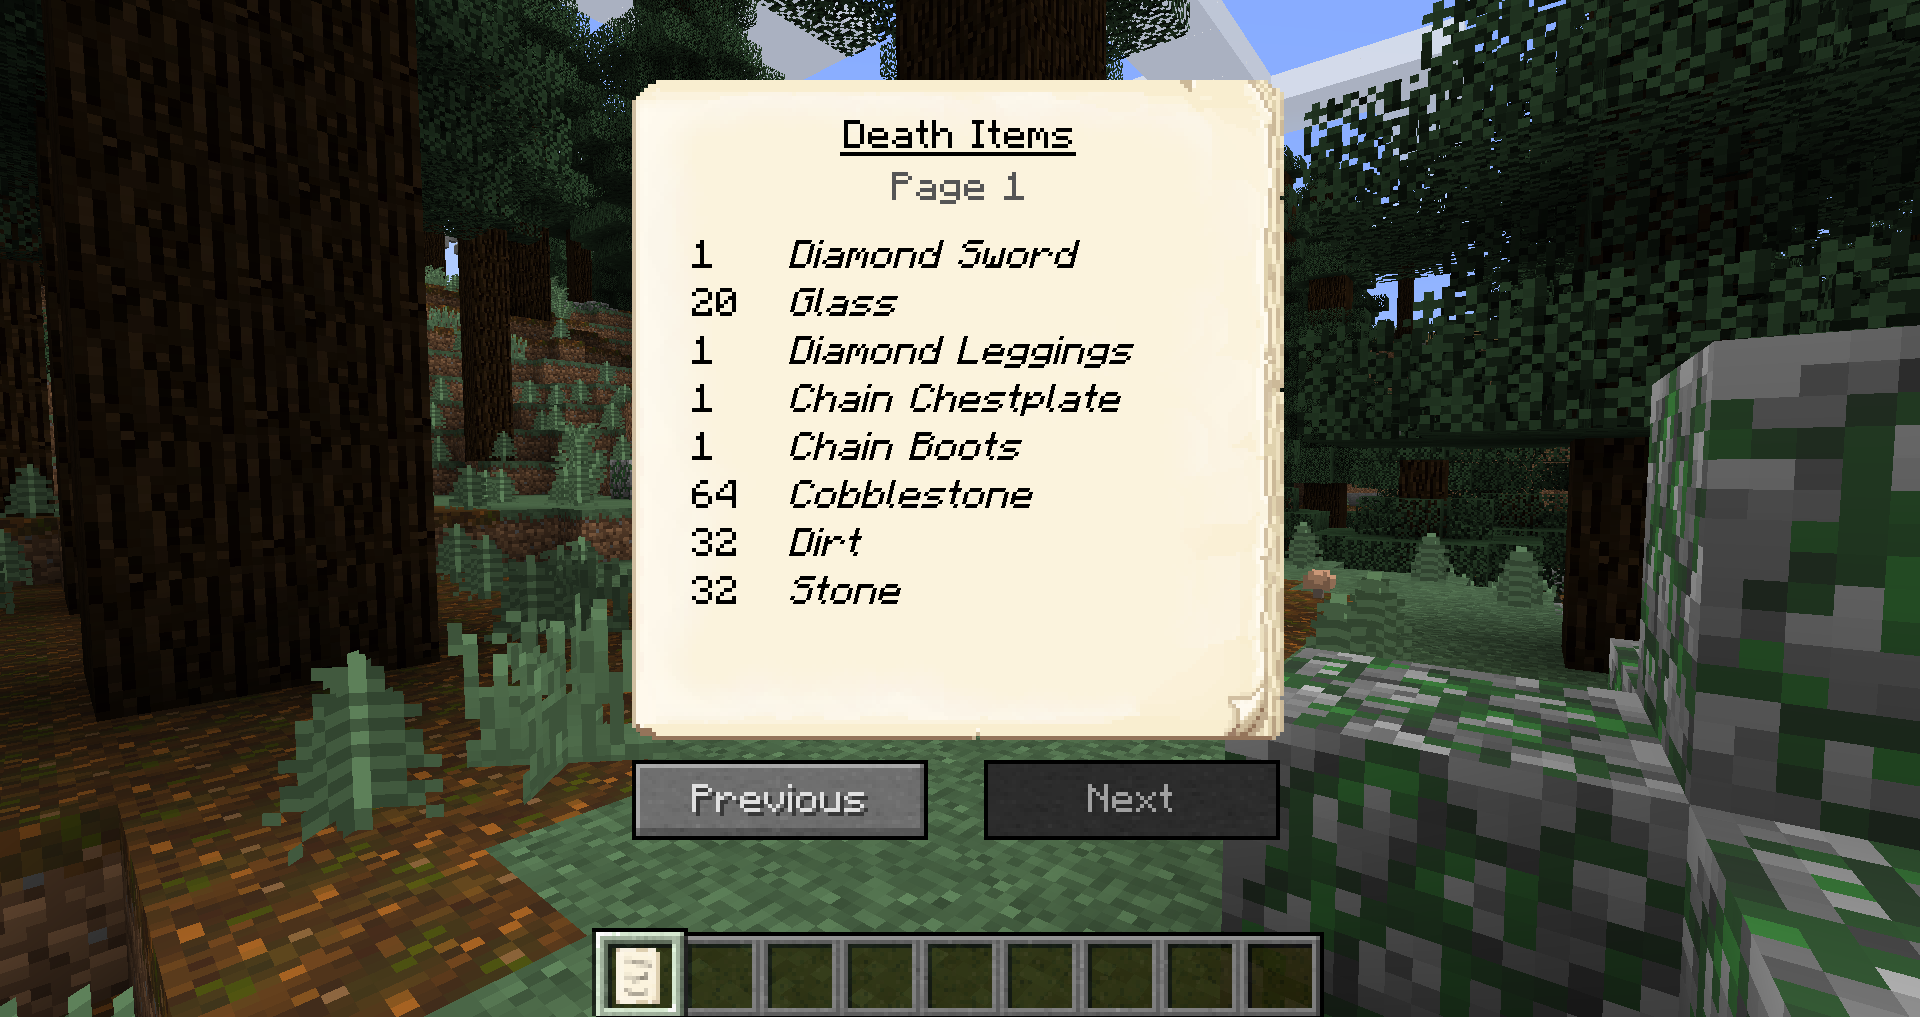 Death Items
Page 1
1 Diamond Sword
20 Glass
1 Diamond Leggings
1 Chain Chestplate
1 Chain Boots
64 Cobblestone
32 Dirt
32 Stone
Previous Next